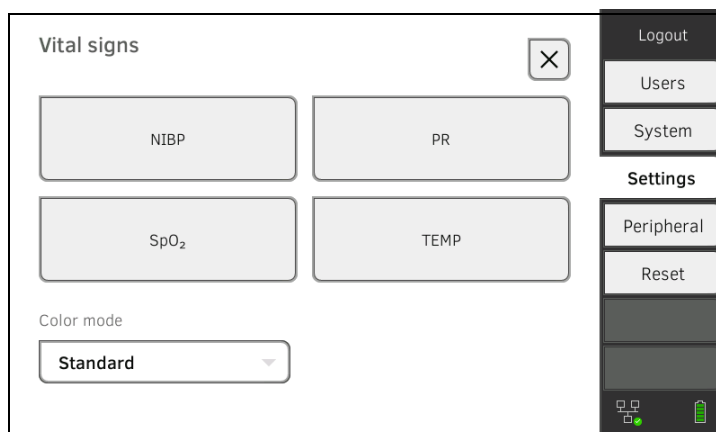 Vital signs
NIBP
PR
SpO₂
TEMP
Color mode
Standard
Logout
Users
System
Settings
Peripheral
Reset